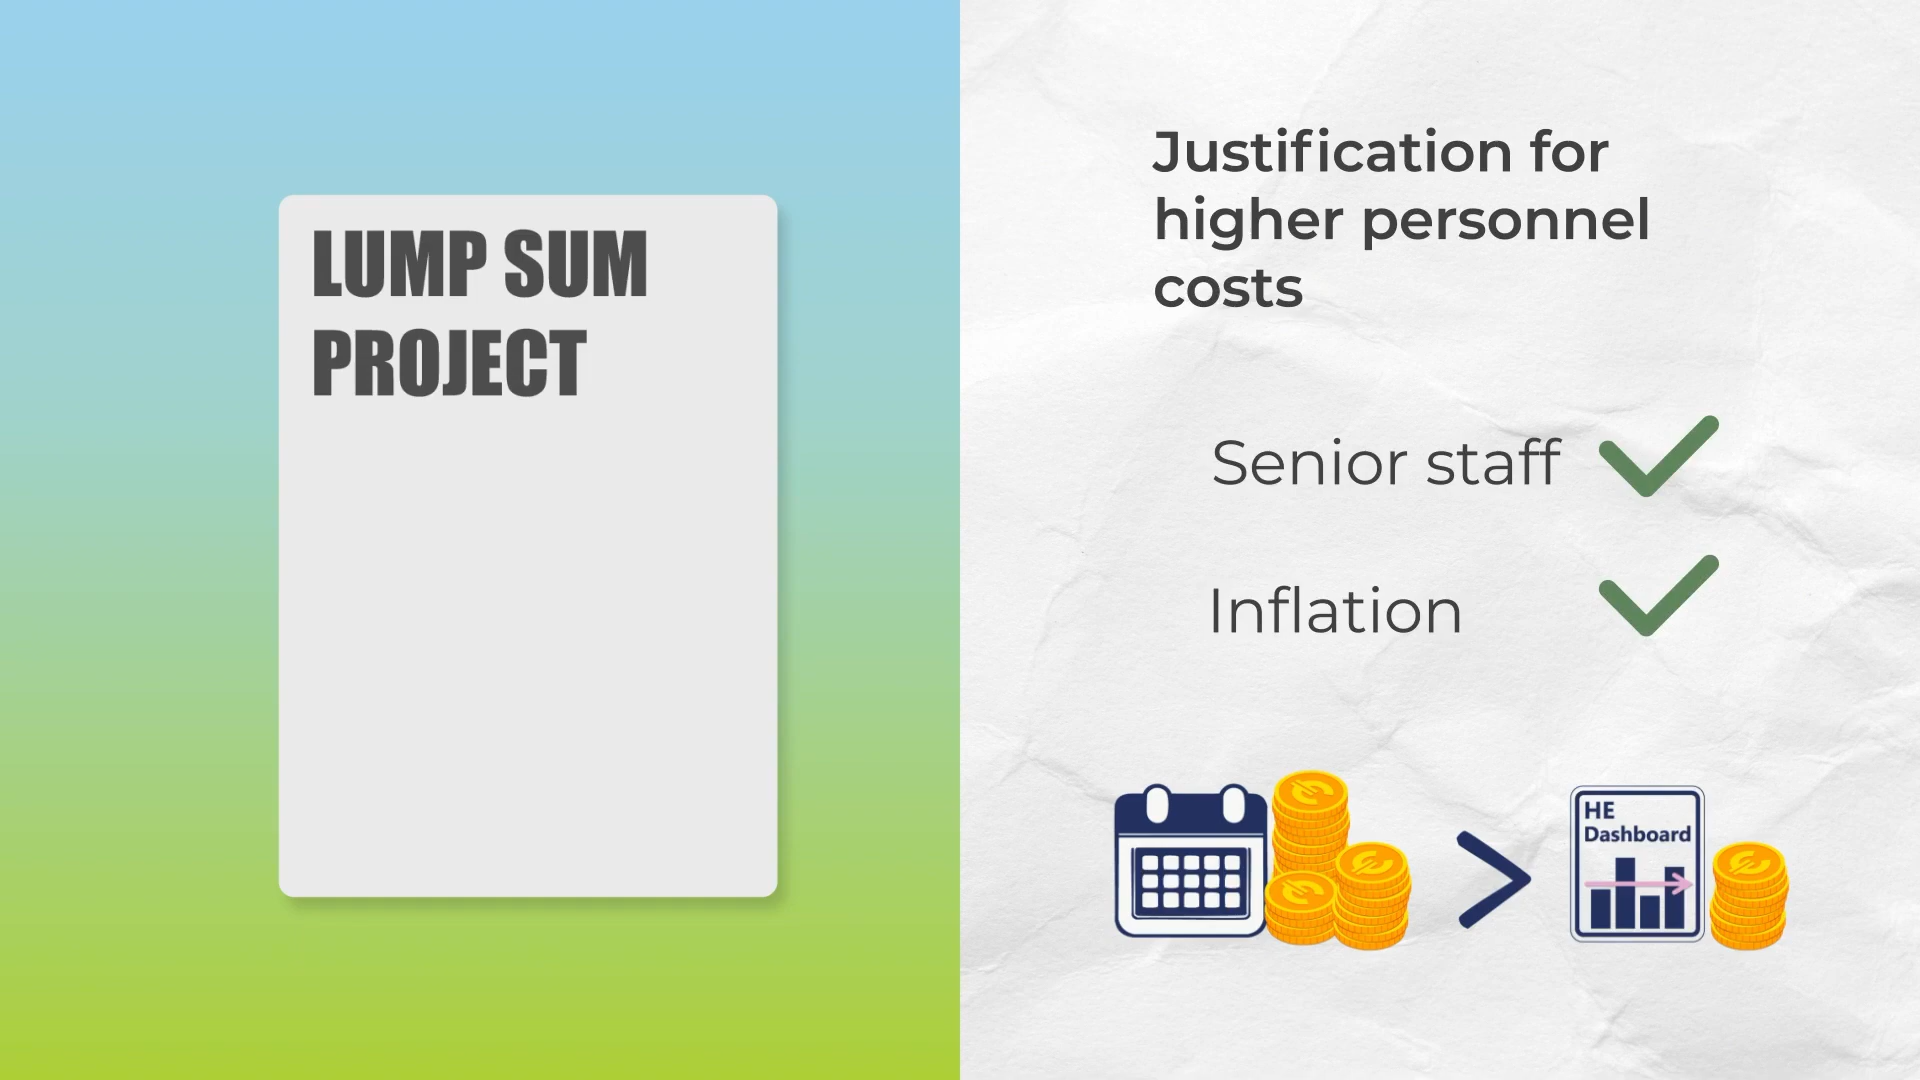 LUMP SUM
PROJECT
Justification for
higher personnel
costs
Senior staff
Inflation
>
HE
Dashboard